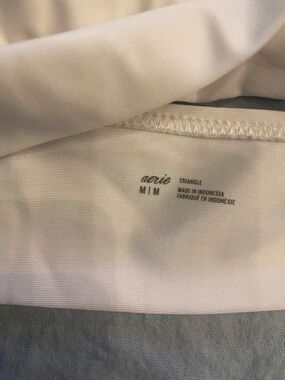 aerie TRIANGLE
M | M MADE IN INDONESIA
FABRIQUÉ EN INDONÉSIE